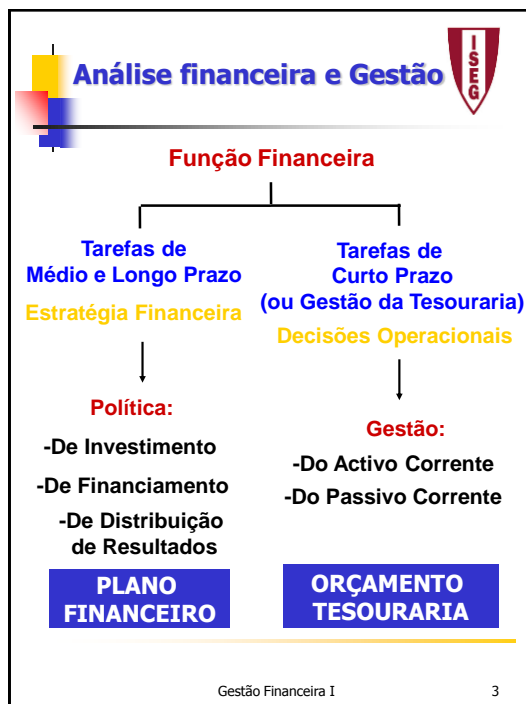 Análise financeira e Gestão
ISEG
Função Financeira
Tarefas de
Médio e Longo Prazo
Estratégia Financeira
Política:
-De Investimento
-De Financiamento
-De Distribuição
de Resultados
PLANO
FINANCEIRO
Tarefas de
Curto Prazo
(ou Gestão da Tesouraria)
Decisões Operacionais
Gestão:
-Do Activo Corrente
-Do Passivo Corrente
ORÇAMENTO
TESOURARIA
Gestão Financeira I
3